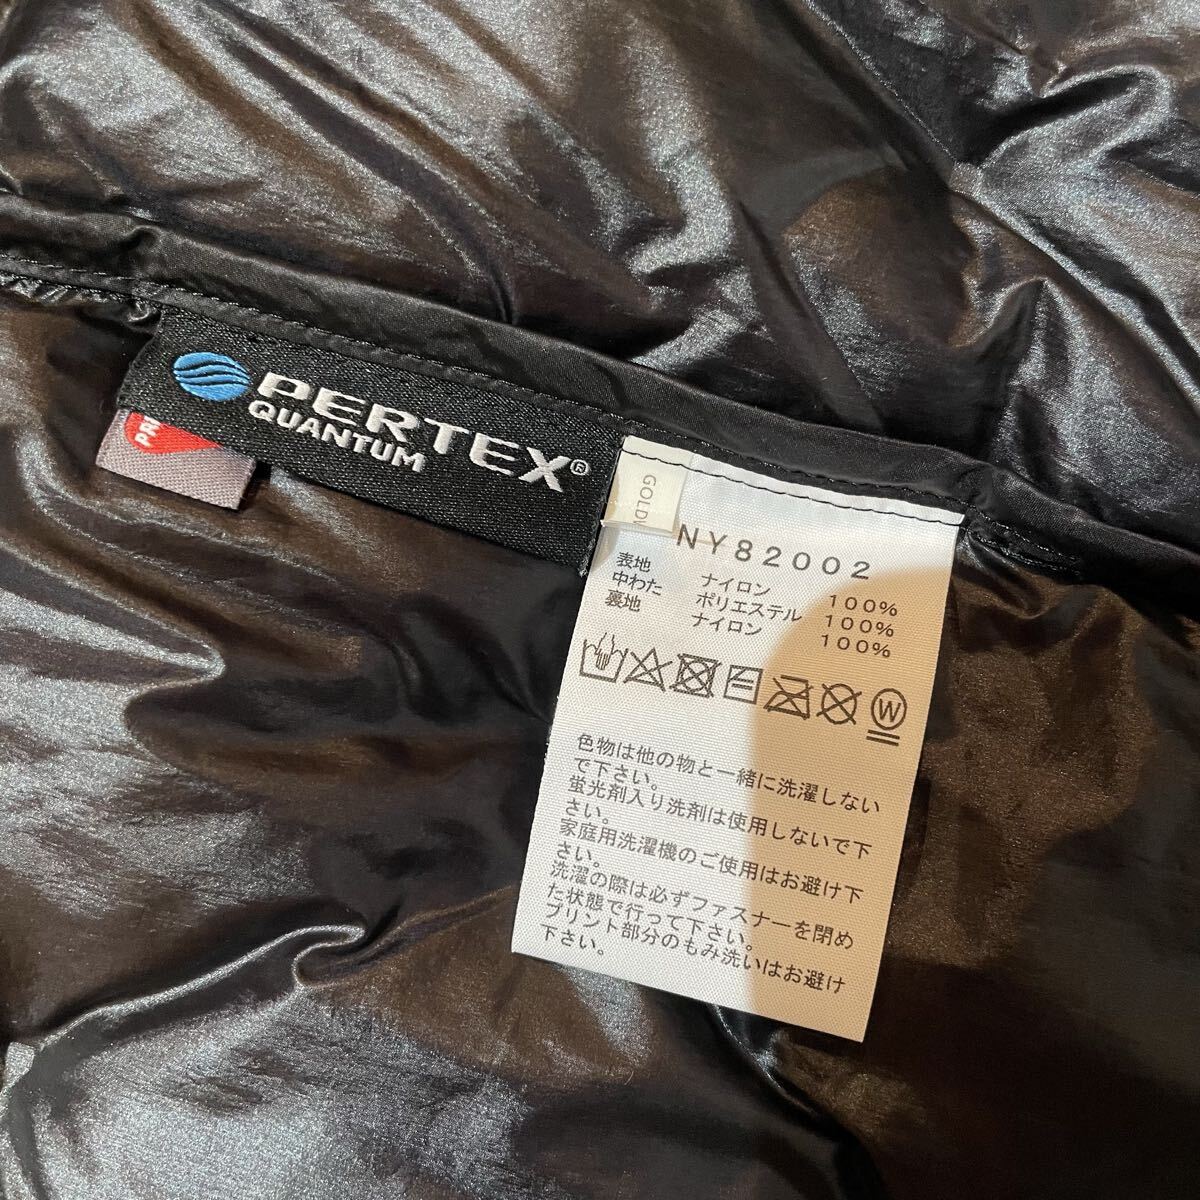 PERTEX®
QUANTUM
GOLDW
NY82002
表地 ナイロン 100%
中わた ポリエステル 100%
裏地 ナイロン 100%
W
色物は他の物と一緒に洗濯しない
で下さい。
蛍光剤入り洗剤は使用しないで下
さい。
家庭用洗濯機のご使用はお避け下
さい。
洗濯の際は必ずファスナーを閉め
た状態で行って下さい。
プリント部分のもみ洗いはお避け
下さい。